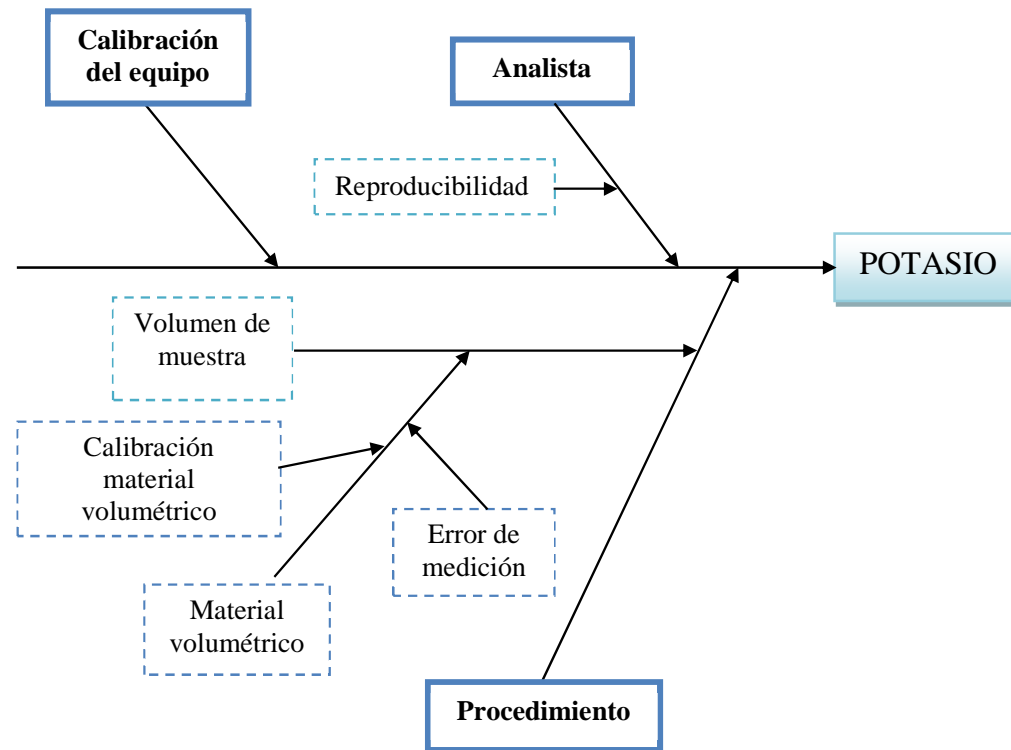 Calibración
del equipo
Analista
Reproducibilidad
POTASIO
Volumen de
muestra
Calibración
material
volumétrico
Error de
medición
Material
volumétrico
Procedimiento